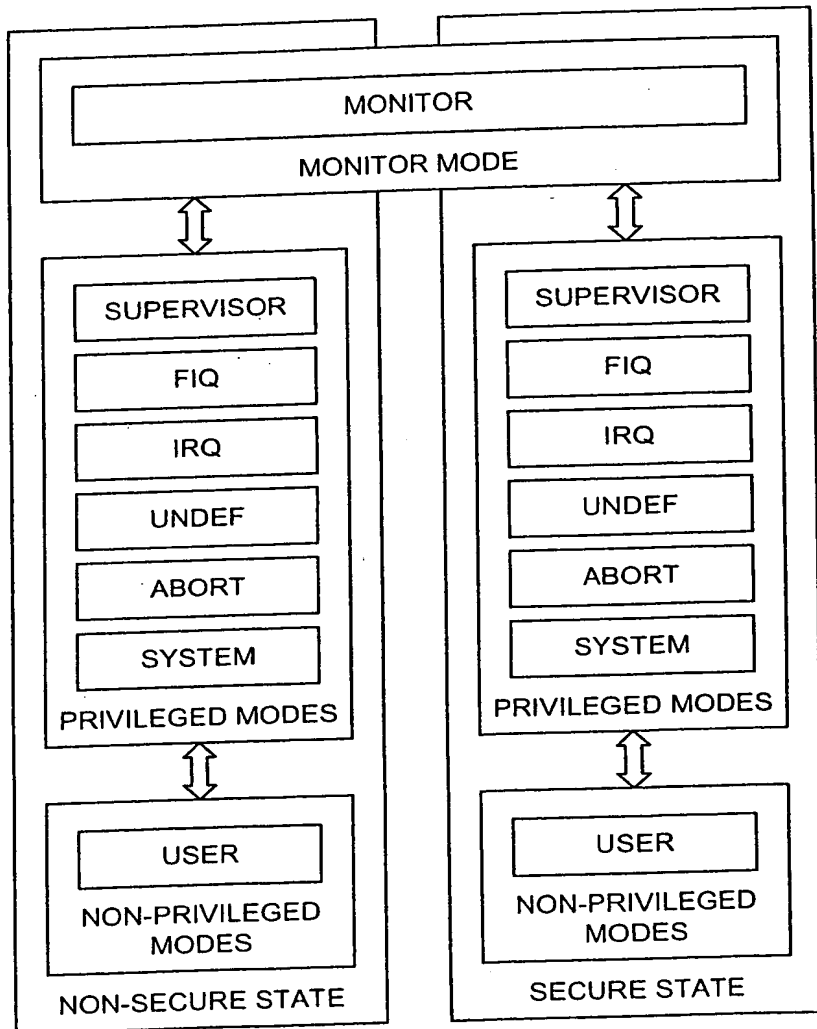 MONITOR
MONITOR MODE
SUPERVISOR
FIQ
IRQ
UNDEF
ABORT
SYSTEM
PRIVILEGED MODES
USER
NON-PRIVILEGED
MODES
NON-SECURE STATE
SUPERVISOR
FIQ
IRQ
UNDEF
ABORT
SYSTEM
PRIVILEGED MODES
USER
NON-PRIVILEGED
MODES
SECURE STATE